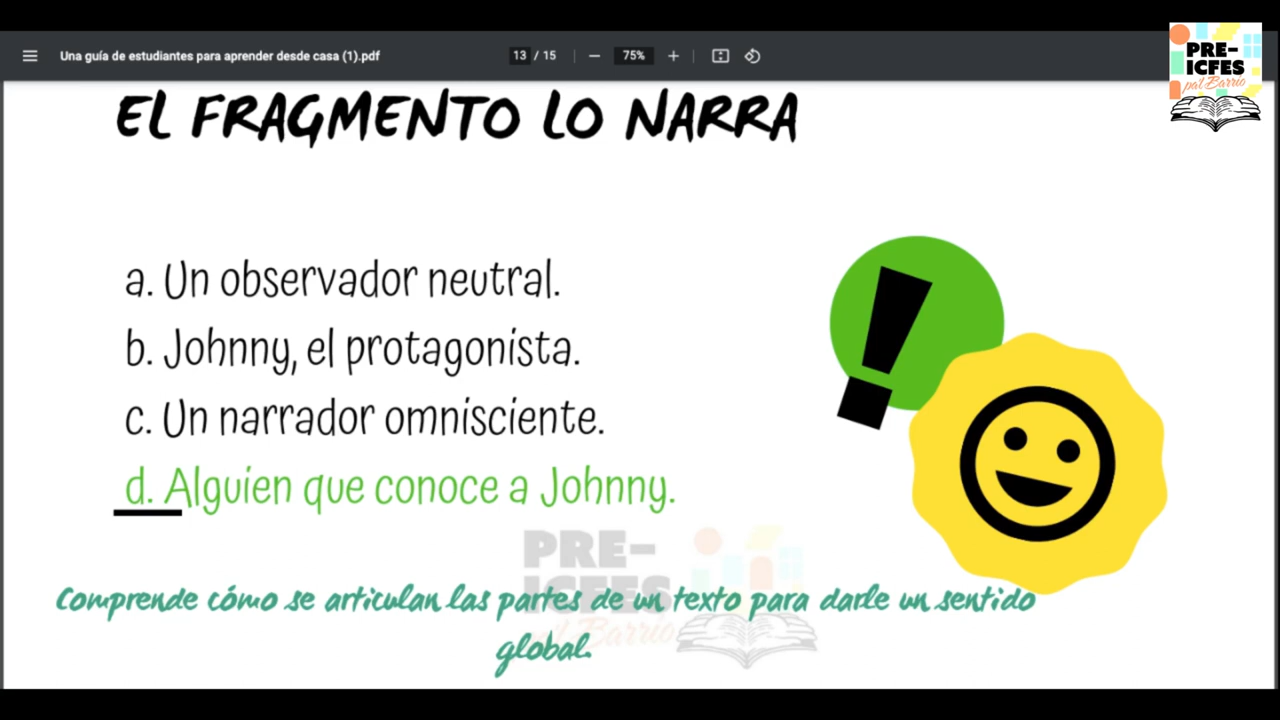 Una guía de estudiantes para aprender desde casa (1).pdf
13 / 15
75%
PRE-
ICFES
pa'l Barrio
EL FRAGMENTO LO NARRA
a. Un observador neutral.
b. Johnny, el protagonista.
c. Un narrador omnisciente.
d. Alguien que conoce a Johnny.
PRE-
ICFES
pa'l Barrio
Comprende cómo se articulan las partes de un texto para darle un sentido
global.